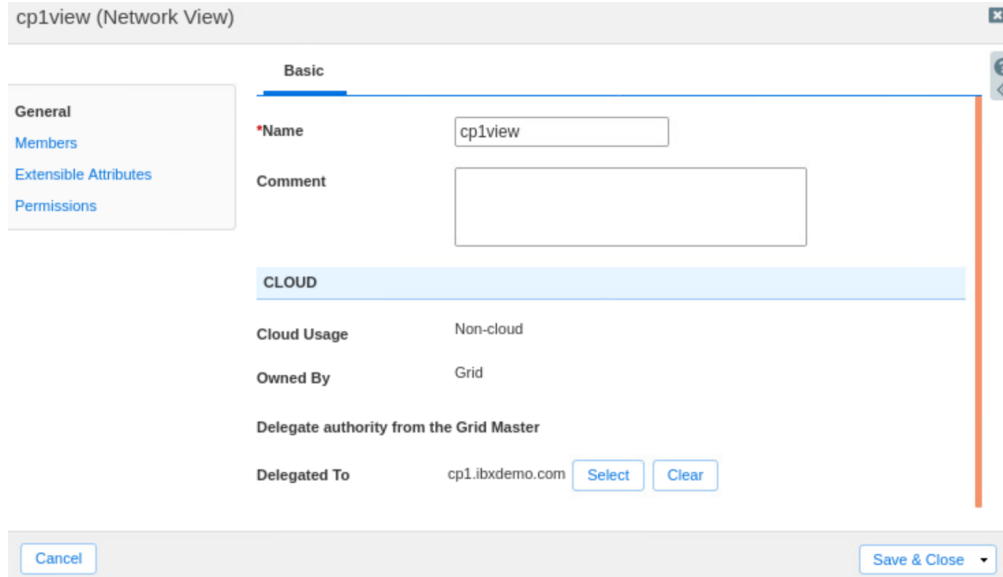 cp1view (Network View)
Basic
General
Members
Extensible Attributes
Permissions
*Name cp1view
Comment
CLOUD
Cloud Usage Non-cloud
Owned By Grid
Delegate authority from the Grid Master
Delegated To cp1.ibxdemo.com Select Clear
Cancel Save & Close